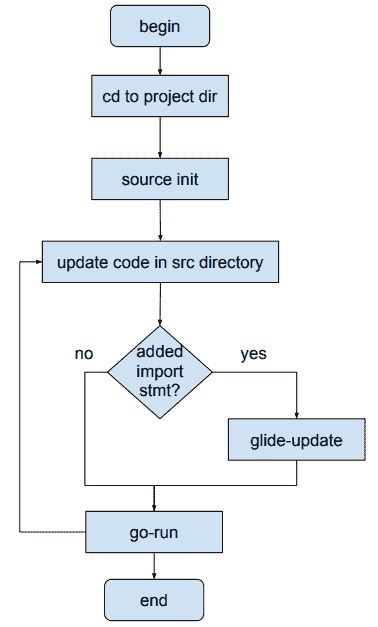 begin
cd to project dir
source init
update code in src directory
no
added
import
stmt?
yes
glide-update
go-run
end